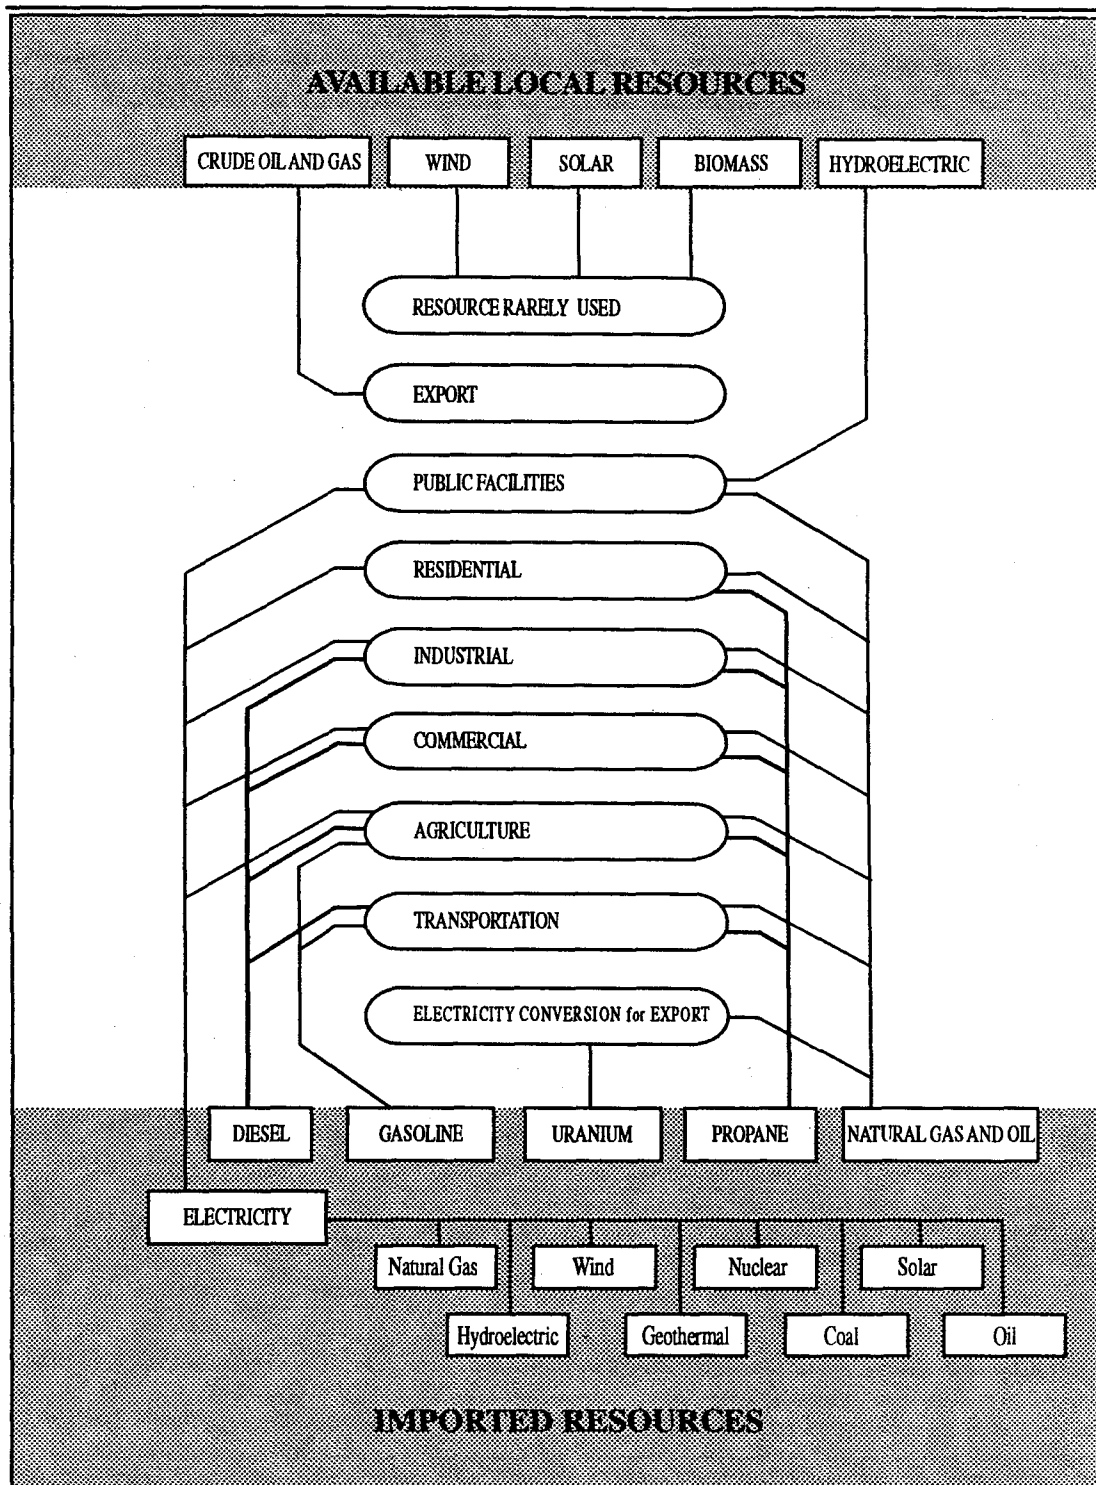 AVAILABLE LOCAL RESOURCES
CRUDE OIL AND GAS
WIND
SOLAR
BIOMASS
HYDROELECTRIC
RESOURCE RARELY USED
EXPORT
PUBLIC FACILITIES
RESIDENTIAL
INDUSTRIAL
COMMERCIAL
AGRICULTURE
TRANSPORTATION
ELECTRICITY CONVERSION for EXPORT
DIESEL
GASOLINE
URANIUM
PROPANE
NATURAL GAS AND OIL
ELECTRICITY
Natural Gas
Wind
Nuclear
Solar
Hydroelectric
Geothermal
Coal
Oil
IMPORTED RESOURCES